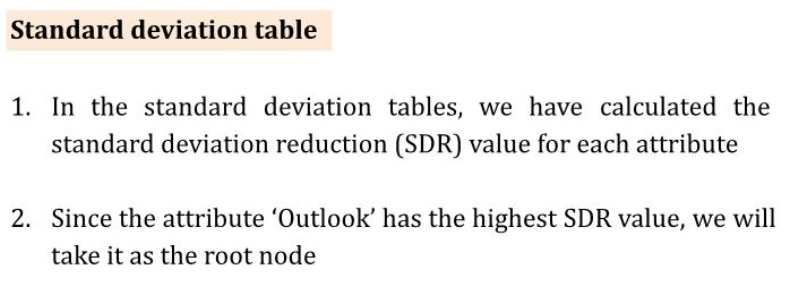 Standard deviation table
1. In the standard deviation tables, we have calculated the
standard deviation reduction (SDR) value for each attribute
2. Since the attribute ‘Outlook’ has the highest SDR value, we will
take it as the root node